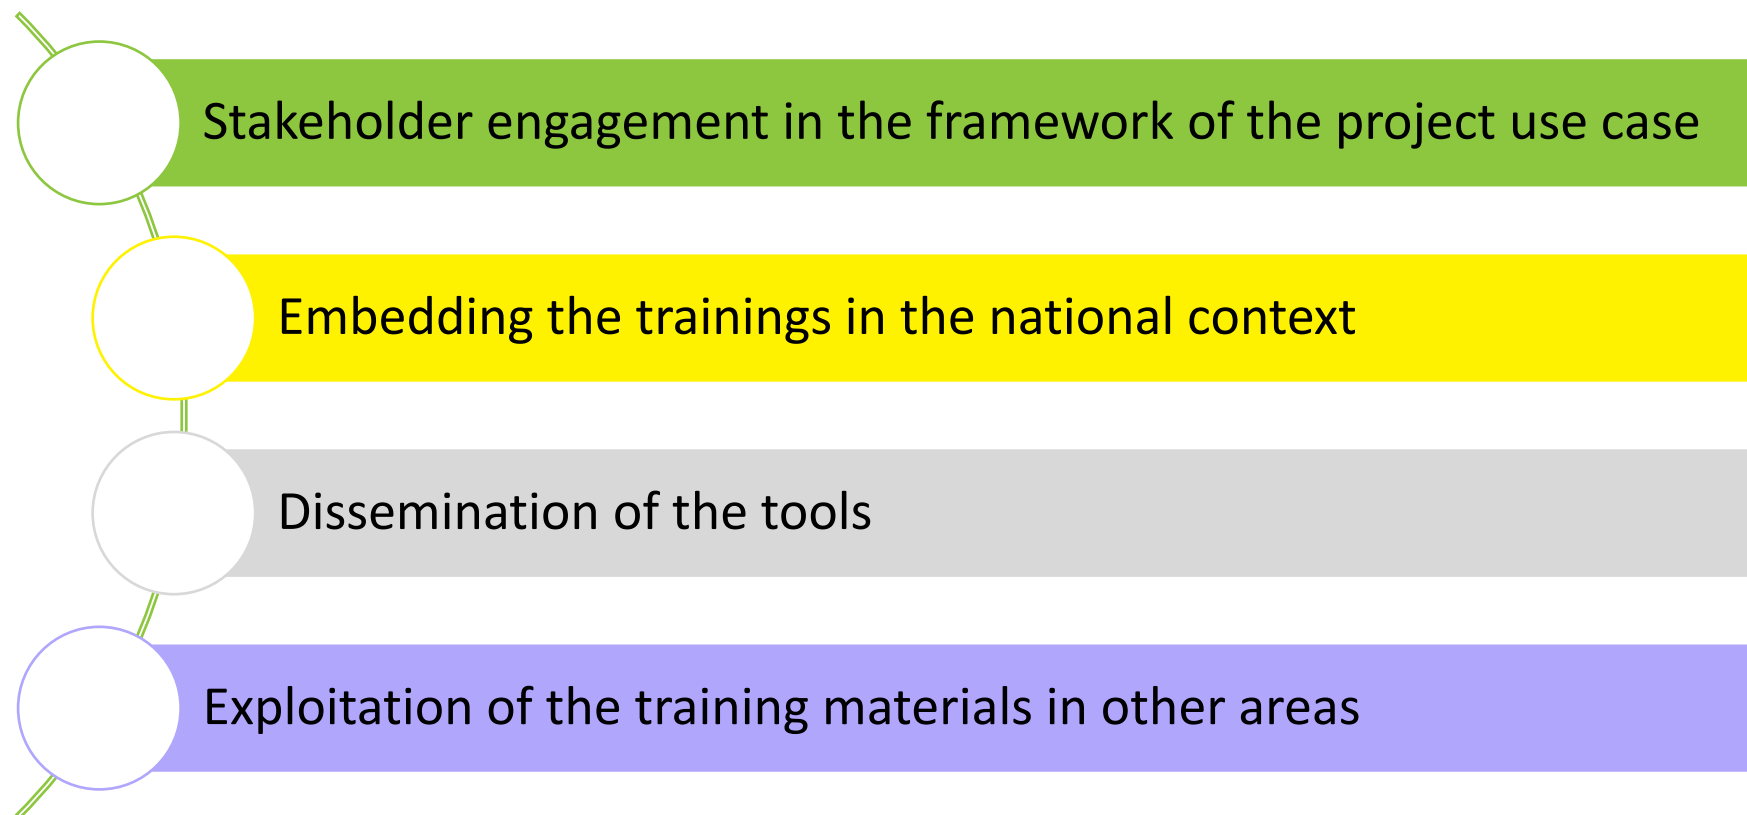 Stakeholder engagement in the framework of the project use case
Embedding the trainings in the national context
Dissemination of the tools
Exploitation of the training materials in other areas